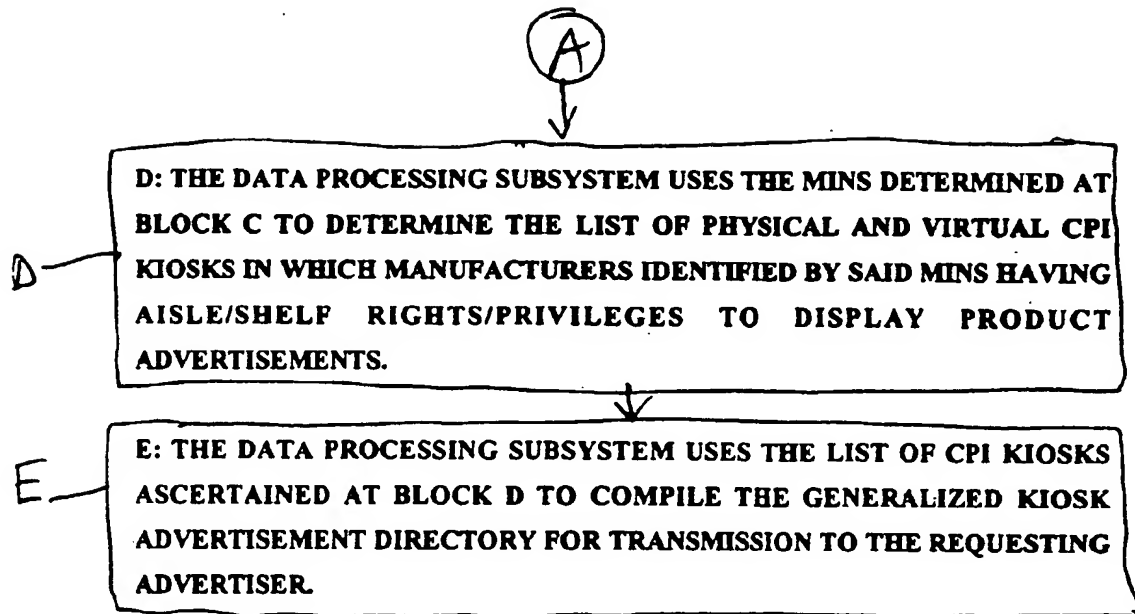 A
D: THE DATA PROCESSING SUBSYSTEM USES THE MINS DETERMINED AT
BLOCK C TO DETERMINE THE LIST OF PHYSICAL AND VIRTUAL CPI
KIOSKS IN WHICH MANUFACTURERS IDENTIFIED BY SAID MINS HAVING
AISLE/SHELF RIGHTS/PRIVILEGES TO DISPLAY PRODUCT
ADVERTISEMENTS.
D
E: THE DATA PROCESSING SUBSYSTEM USES THE LIST OF CPI KIOSKS
ASCERTAINED AT BLOCK D TO COMPILE THE GENERALIZED KIOSK
ADVERTISEMENT DIRECTORY FOR TRANSMISSION TO THE REQUESTING
ADVERTISER.
E